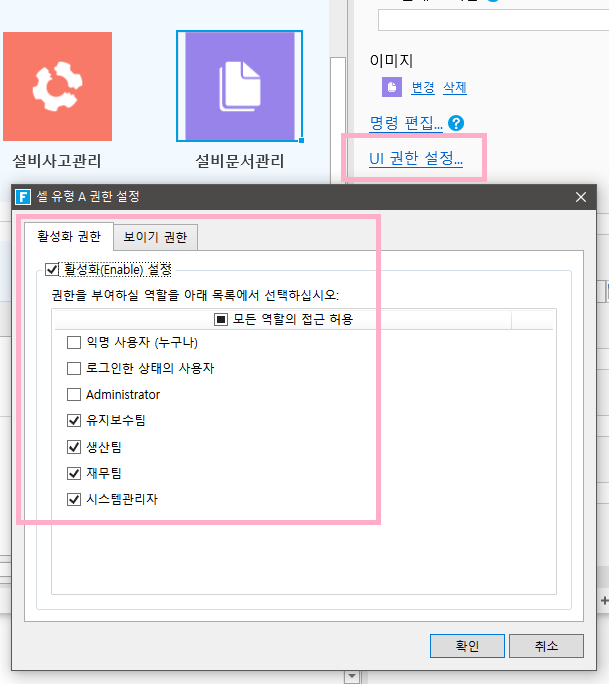 이미지
변경 삭제
명령 편집...
UI 권한 설정...
설비사고관리
설비문서관리
셀 유형 A 권한 설정
활성화 권한
보이기 권한
활성화(Enable) 설정
권한을 부여하실 역할을 아래 목록에서 선택하십시오:
모든 역할의 접근 허용
익명 사용자 (누구나)
로그인한 상태의 사용자
Administrator
유지보수팀
생산팀
재무팀
시스템관리자
확인
취소